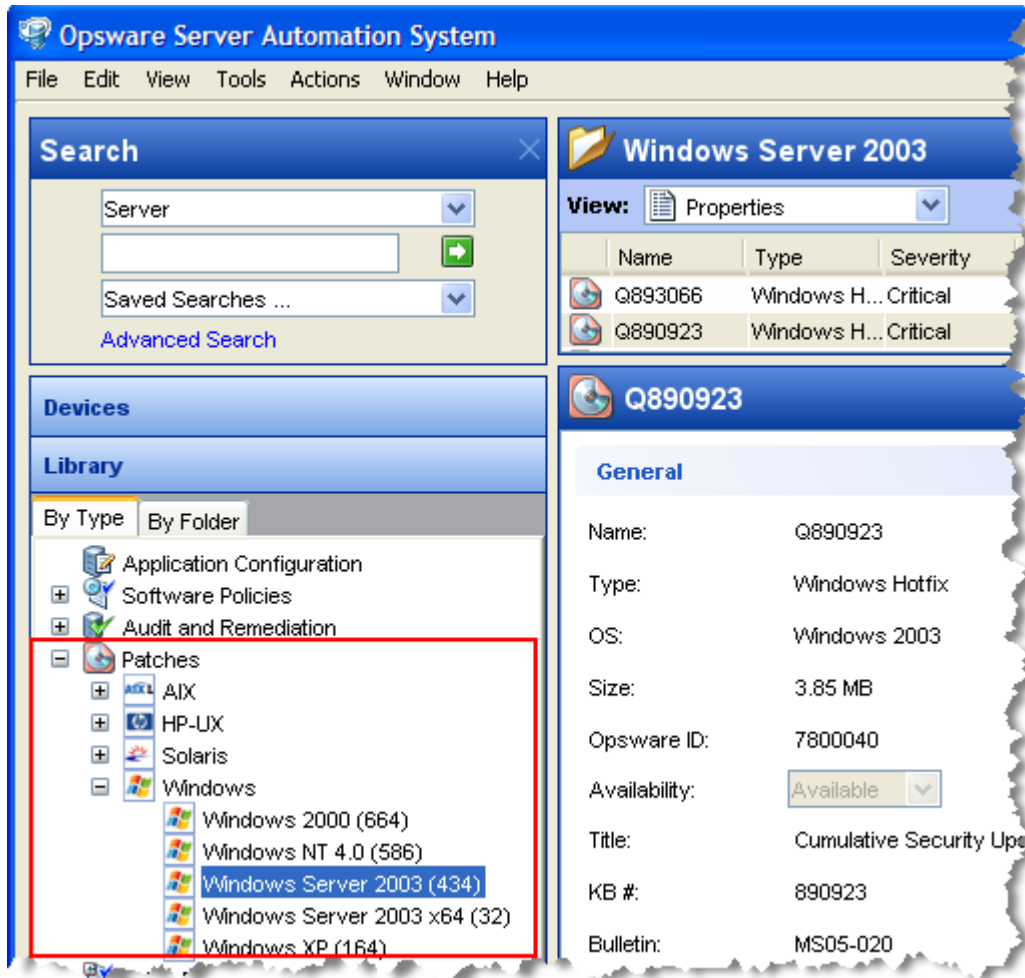 Opsware Server Automation System
File Edit View Tools Actions Window Help
Search
Server
Saved Searches ...
Advanced Search
Devices
Library
By Type By Folder
Application Configuration
Software Policies
Audit and Remediation
Patches
AIX
HP-UX
Solaris
Windows
Windows 2000 (664)
Windows NT 4.0 (586)
Windows Server 2003 (434)
Windows Server 2003 x64 (32)
Windows XP (164)
Windows Server 2003
View: Properties
Name Type Severity
Q893066 Windows H... Critical
Q890923 Windows H... Critical
Q890923
General
Name: Q890923
Type: Windows Hotfix
OS: Windows 2003
Size: 3.85 MB
Opsware ID: 7800040
Availability: Available
Title: Cumulative Security
KB #: 890923
Bulletin: MS05-020